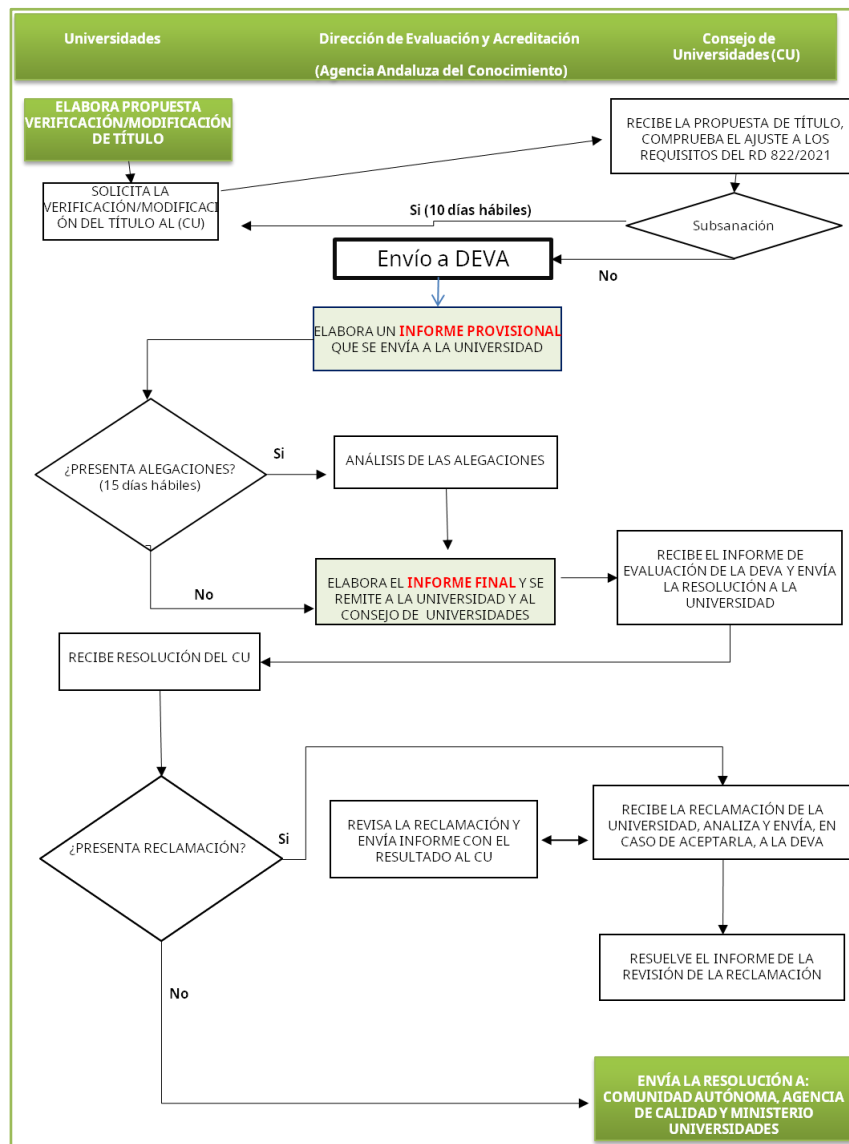 Universidades
Dirección de Evaluación y Acreditación
(Agencia Andaluza del Conocimiento)
Consejo de
Universidades (CU)
ELABORA PROPUESTA
VERIFICACIÓN/MODIFICACIÓN
DE TÍTULO
RECIBE LA PROPUESTA DE TÍTULO,
COMPRUEBA EL AJUSTE A LOS
REQUISITOS DEL RD 822/2021
SOLICITA LA
VERIFICACIÓN/MODIFICACI
ÓN DEL TÍTULO AL (CU)
Si (10 días hábiles)
Subsanación
Envío a DEVA
No
ELABORA UN INFORME PROVISIONAL
QUE SE ENVÍA A LA UNIVERSIDAD
¿PRESENTA ALEGACIONES?
(15 días hábiles)
Si
ANÁLISIS DE LAS ALEGACIONES
No
ELABORA EL INFORME FINAL Y SE
REMITE A LA UNIVERSIDAD Y AL
CONSEJO DE UNIVERSIDADES
RECIBE EL INFORME DE
EVALUACIÓN DE LA DEVA Y ENVÍA
LA RESOLUCIÓN A LA
UNIVERSIDAD
RECIBE RESOLUCIÓN DEL CU
¿PRESENTA RECLAMACIÓN?
Si
REVISA LA RECLAMACIÓN Y
ENVÍA INFORME CON EL
RESULTADO AL CU
RECIBE LA RECLAMACIÓN DE LA
UNIVERSIDAD, ANALIZA Y ENVÍA, EN
CASO DE ACEPTARLA, A LA DEVA
RESUELVE EL INFORME DE LA
REVISIÓN DE LA RECLAMACIÓN
No
ENVÍA LA RESOLUCIÓN A:
COMUNIDAD AUTÓNOMA, AGENCIA
DE CALIDAD Y MINISTERIO
UNIVERSIDADES